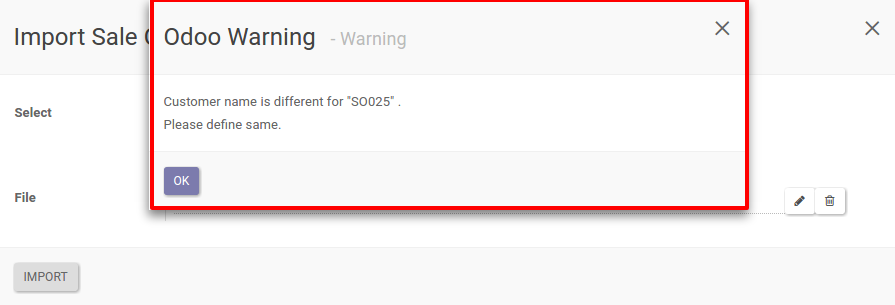 Import Sale
Odoo Warning - Warning
Customer name is different for "SO025" .
Please define same.
OK
Select
File
IMPORT